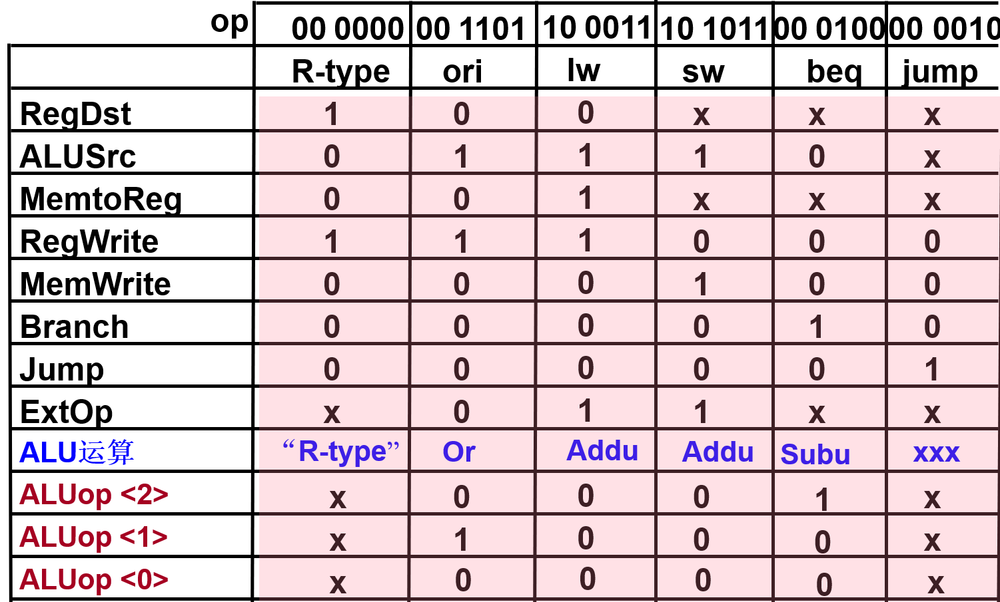 op 00 0000 00 1101 10 0011 10 1011 00 0100 00 0010
R-type ori lw sw beq jump
RegDst 1 0 0 x x x
ALUSrc 0 1 1 1 0 x
MemtoReg 0 0 1 x x x
RegWrite 1 1 1 0 0 0
MemWrite 0 0 0 1 0 0
Branch 0 0 0 0 1 0
Jump 0 0 0 0 0 1
ExtOp x 0 1 1 x x
ALU运算 “R-type” Or Addu Addu Subu xxx
ALUop <2> x 0 0 0 1 x
ALUop <1> x 1 0 0 0 x
ALUop <0> x 0 0 0 0 x